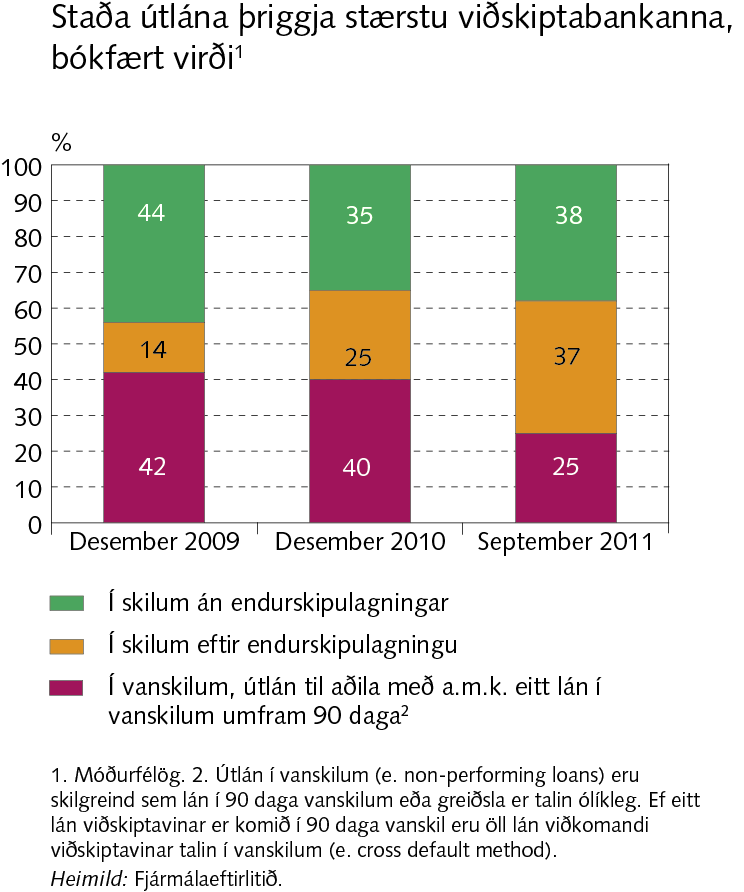 Staða útlána þriggja stærstu viðskiptabankanna,
bókfært virði¹
%
100
90
80
70
60
50
40
30
20
10
0
44
14
42
35
25
40
38
37
25
Desember 2009
Desember 2010
September 2011
Í skilum án endurskipulagningar
Í skilum eftir endurskipulagningu
Í vanskilum, útlán til aðila með a.m.k. eitt lán í
vanskilum umfram 90 daga²
1. Móðurfélög. 2. Útlán í vanskilum (e. non-performing loans) eru
skilgreind sem lán í 90 daga vanskilum eða greiðsla er talin ólíkleg. Ef eitt
lán viðskiptavinar er komið í 90 daga vanskil eru öll lán viðkomandi
viðskiptavinar talin í vanskilum (e. cross default method).
Heimild: Fjármálaeftirlitið.